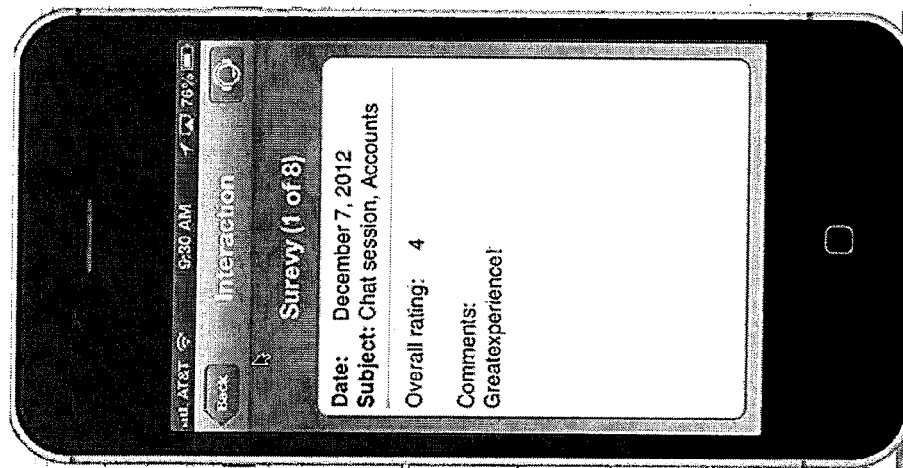 AT&T 9:30 AM 76%
Back Interaction
Surevy (1 of 8)
Date: December 7, 2012
Subject: Chat session, Accounts
Overall rating: 4
Comments:
Greatexperience!